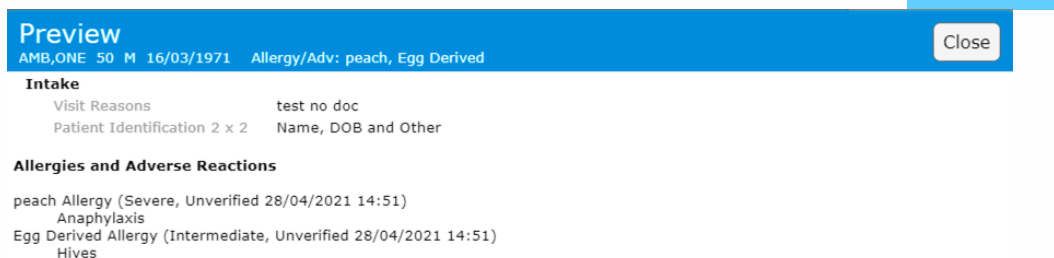 Preview
Close
AMB,ONE 50 M 16/03/1971 Allergy/Adv: peach, Egg Derived
Intake
Visit Reasons test no doc
Patient Identification 2 x 2 Name, DOB and Other
Allergies and Adverse Reactions
peach Allergy (Severe, Unverified 28/04/2021 14:51)
Anaphylaxis
Egg Derived Allergy (Intermediate, Unverified 28/04/2021 14:51)
Hives